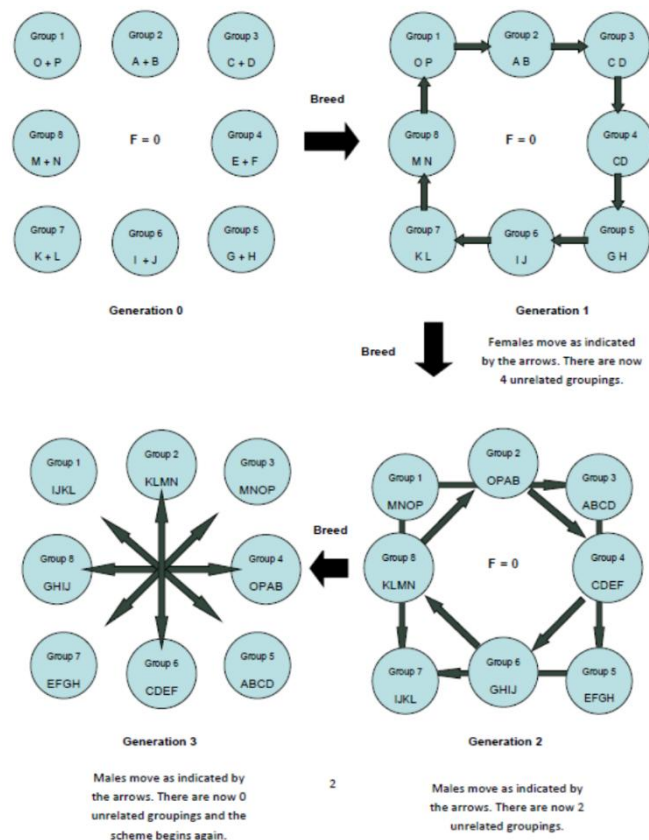 Group 1
O + P
Group 2
A + B
Group 3
C + D
Group 8
M + N
F = 0
Group 4
E + F
Group 7
K + L
Group 6
I + J
Group 5
G + H
Generation 0
Breed
Group 1
O P
Group 2
A B
Group 3
C D
Group 8
M N
F = 0
Group 4
CD
Group 7
K L
Group 6
I J
Group 5
G H
Generation 1
Females move as indicated
by the arrows. There are now
4 unrelated groupings.
Breed
Group 1
MNOP
Group 2
OPAB
Group 3
ABCD
Group 8
KLMN
F = 0
Group 4
CDEF
Group 7
IJKL
Group 6
GHIJ
Group 5
EFGH
Generation 2
Males move as indicated by
the arrows. There are now 2
unrelated groupings.
Breed
Group 1
IJKL
Group 2
KLMN
Group 3
MNOP
Group 8
GHIJ
Group 4
OPAB
Group 7
EFGH
Group 6
CDEF
Group 5
ABCD
Generation 3
Males move as indicated by
the arrows. There are now 0
unrelated groupings and the
scheme begins again.
2